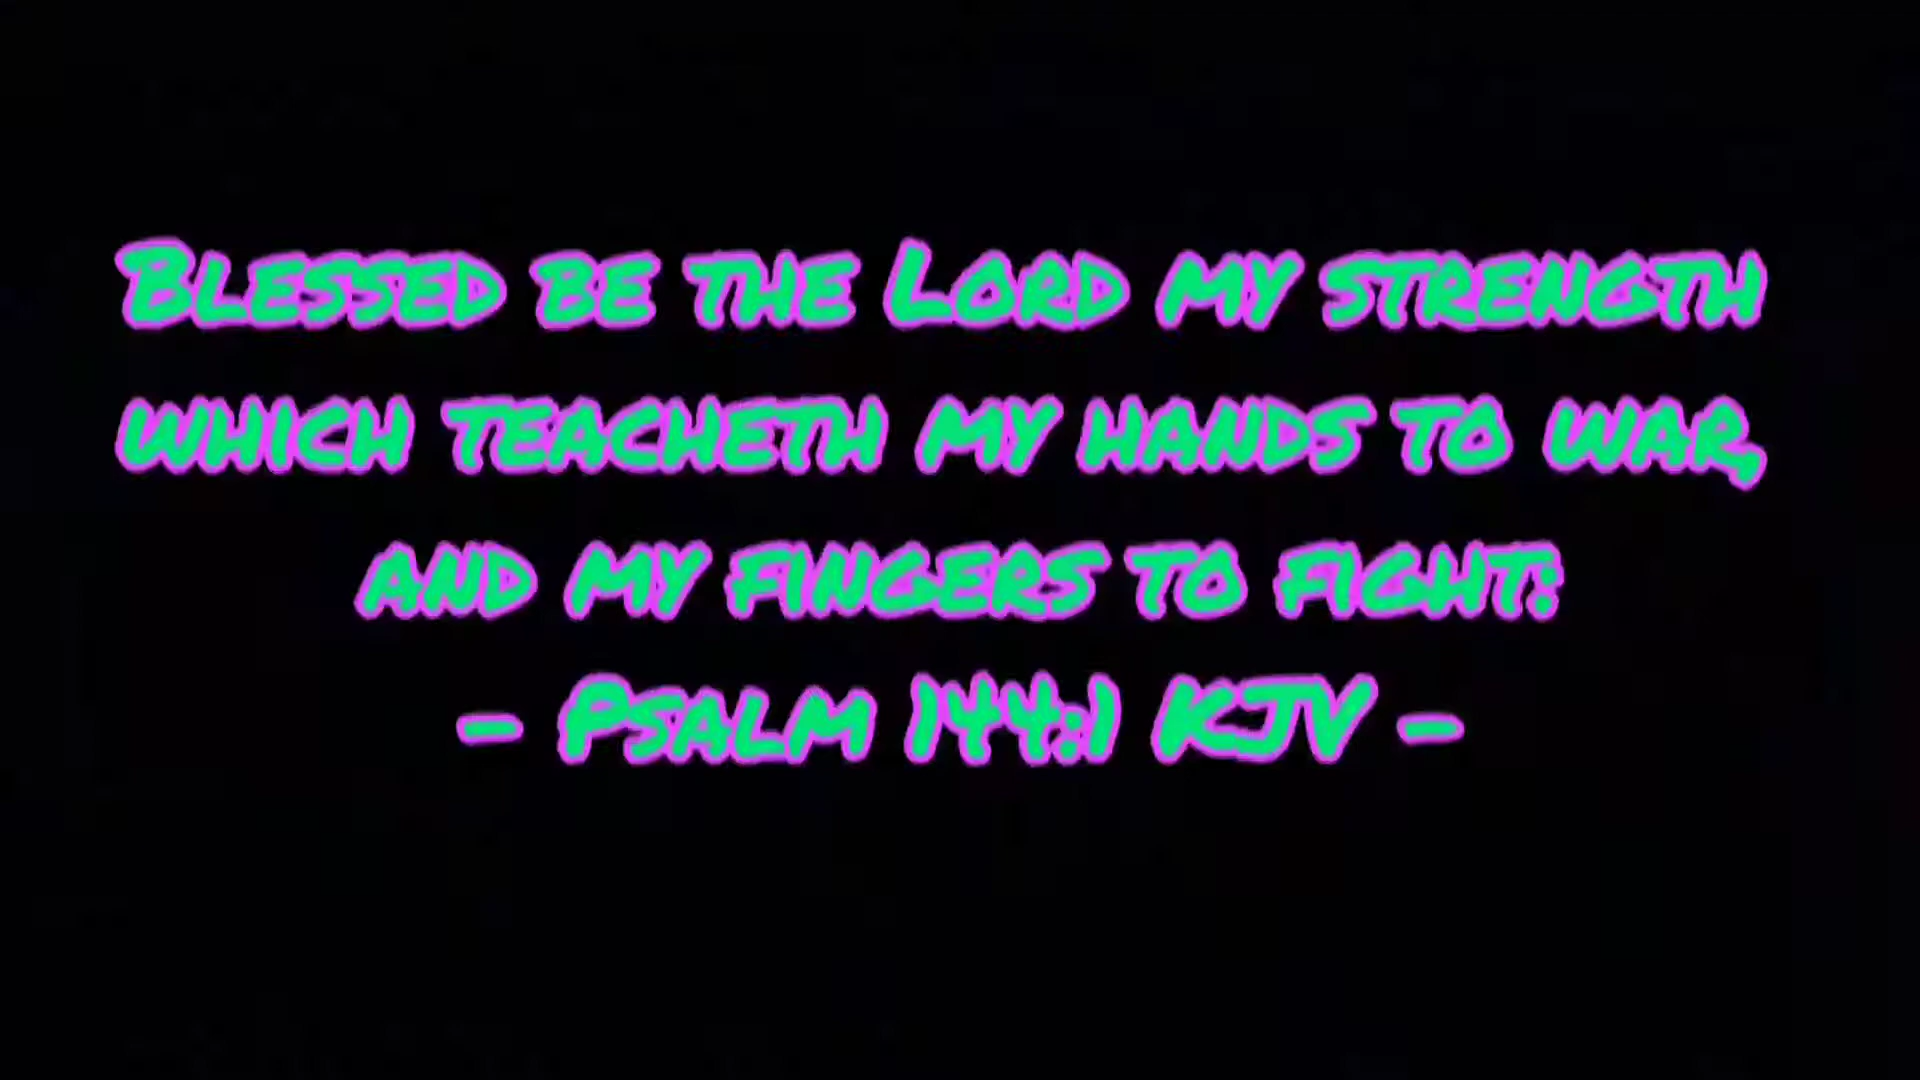 Blessed be the Lord my strength
which teacheth my hands to war,
and my fingers to fight:
- Psalm 144:1 KJV -